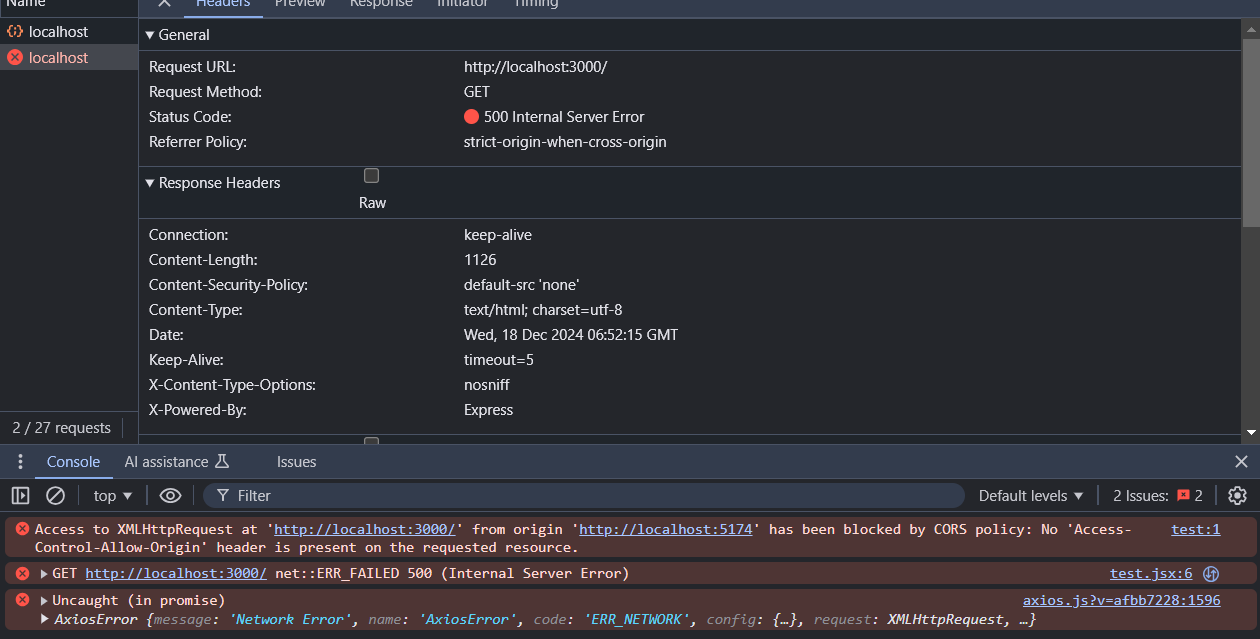 Name
Headers Preview Response Initiator Timing
localhost
localhost
General
Request URL: http://localhost:3000/
Request Method: GET
Status Code: 500 Internal Server Error
Referrer Policy: strict-origin-when-cross-origin
Response Headers
Raw
Connection: keep-alive
Content-Length: 1126
Content-Security-Policy: default-src 'none'
Content-Type: text/html; charset=utf-8
Date: Wed, 18 Dec 2024 06:52:15 GMT
Keep-Alive: timeout=5
X-Content-Type-Options: nosniff
X-Powered-By: Express
2 / 27 requests
Console AI assistance Issues
top Filter Default levels 2 Issues: 2
Access to XMLHttpRequest at 'http://localhost:3000/' from origin 'http://localhost:5174' has been blocked by CORS policy: No 'Access- test:1
Control-Allow-Origin' header is present on the requested resource.
GET http://localhost:3000/ net::ERR_FAILED 500 (Internal Server Error) test.jsx:6
Uncaught (in promise) axios.js?v=afbb7228:1596
AxiosError {message: 'Network Error', name: 'AxiosError', code: 'ERR_NETWORK', config: {…}, request: XMLHttpRequest, …}